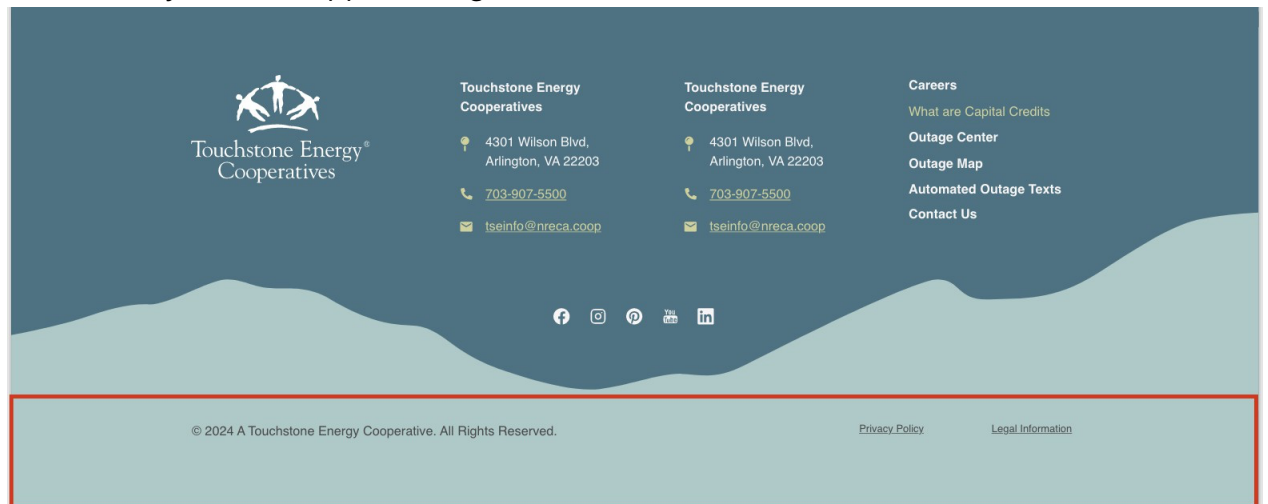 Touchstone Energy®
Cooperatives
Touchstone Energy
Cooperatives
4301 Wilson Blvd,
Arlington, VA 22203
703-907-5500
tseinfo@nreca.coop
Touchstone Energy
Cooperatives
4301 Wilson Blvd,
Arlington, VA 22203
703-907-5500
tseinfo@nreca.coop
Careers
What are Capital Credits
Outage Center
Outage Map
Automated Outage Texts
Contact Us
You
Tube
in
© 2024 A Touchstone Energy Cooperative. All Rights Reserved.
Privacy Policy
Legal Information